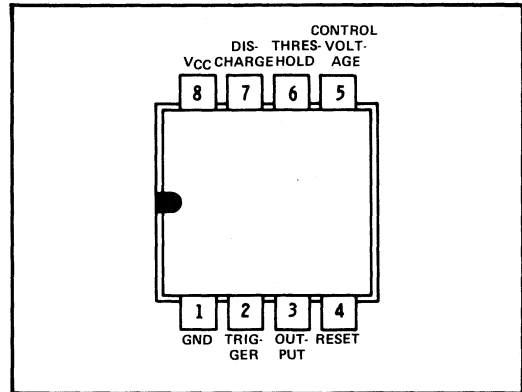 CONTROL
DIS- THRES- VOLT-
VCC CHARGE HOLD AGE
8 7 6 5
1 2 3 4
GND TRIG- OUT- RESET
GER PUT